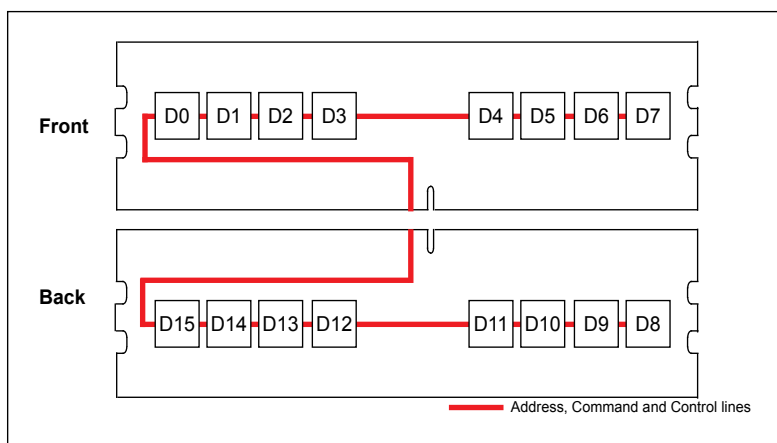 D0 D1 D2 D3 D4 D5 D6 D7
Front
Back
D15 D14 D13 D12 D11 D10 D9 D8
Address, Command and Control lines